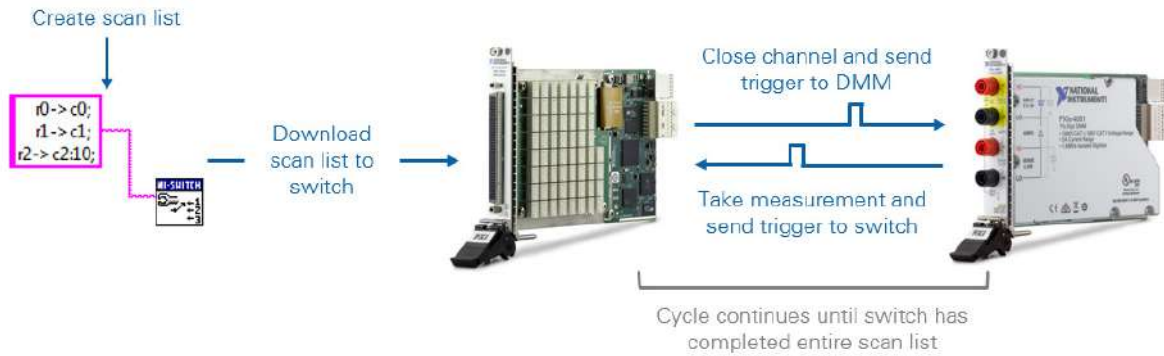 Create scan list
r0-> c0;
r1-> c1;
r2-> c2:10;
NI-SWITCH
Download
scan list to
switch
Close channel and send
trigger to DMM
Take measurement and
send trigger to switch
NATIONAL
INSTRUMENTS
Cycle continues until switch has
completed entire scan list